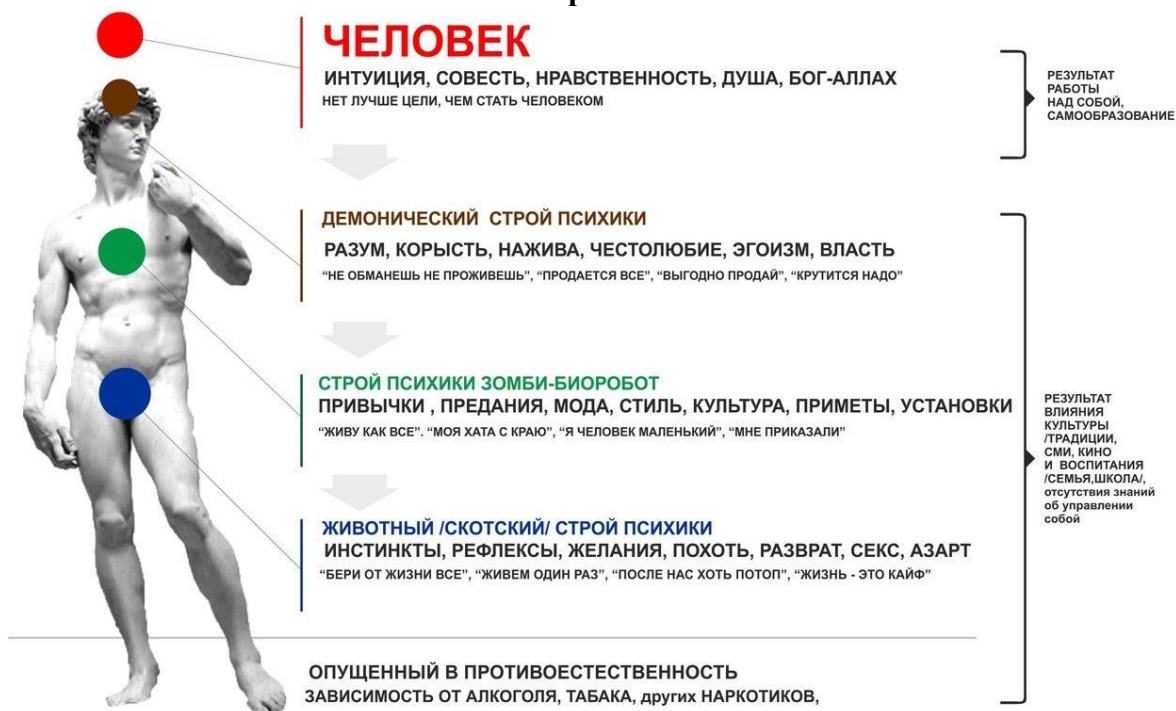 ЧЕЛОВЕК
ИНТУИЦИЯ, СОВЕСТЬ, НРАВСТВЕННОСТЬ, ДУША, БОГ-АЛЛАХ
НЕТ ЛУЧШЕ ЦЕЛИ, ЧЕМ СТАТЬ ЧЕЛОВЕКОМ
РЕЗУЛЬТАТ
РАБОТЫ
НАД СОБОЙ,
САМООБРАЗОВАНИЕ
ДЕМОНИЧЕСКИЙ СТРОЙ ПСИХИКИ
РАЗУМ, КОРЫСТЬ, НАЖИВА, ЧЕСТОЛЮБИЕ, ЭГОИЗМ, ВЛАСТЬ
“НЕ ОБМАНЕШЬ НЕ ПРОЖИВЕШЬ”, “ПРОДАЕТСЯ ВСЕ”, “ВЫГОДНО ПРОДАЙ”, “КРУТИТСЯ НАДО”
СТРОЙ ПСИХИКИ ЗОМБИ-БИОРОБОТ
ПРИВЫЧКИ , ПРЕДАНИЯ, МОДА, СТИЛЬ, КУЛЬТУРА, ПРИМЕТЫ, УСТАНОВКИ
“ЖИВУ КАК ВСЕ”. “МОЯ ХАТА С КРАЮ”, “Я ЧЕЛОВЕК МАЛЕНЬКИЙ”, “МНЕ ПРИКАЗАЛИ”
ЖИВОТНЫЙ /СКОТСКИЙ/ СТРОЙ ПСИХИКИ
ИНСТИНКТЫ, РЕФЛЕКСЫ, ЖЕЛАНИЯ, ПОХОТЬ, РАЗВРАТ, СЕКС, АЗАРТ
“БЕРИ ОТ ЖИЗНИ ВСЕ”, “ЖИВЕМ ОДИН РАЗ”, “ПОСЛЕ НАС ХОТЬ ПОТОП”, “ЖИЗНЬ - ЭТО КАЙФ”
РЕЗУЛЬТАТ
ВЛИЯНИЯ
КУЛЬТУРЫ
/ТРАДИЦИИ,
СМИ, КИНО
И ВОСПИТАНИЯ
/СЕМЬЯ,ШКОЛА/,
отсутствия знаний
об управлении
собой
ОПУЩЕННЫЙ В ПРОТИВОЕСТЕСТВЕННОСТЬ
ЗАВИСИМОСТЬ ОТ АЛКОГОЛЯ, ТАБАКА, других НАРКОТИКОВ,